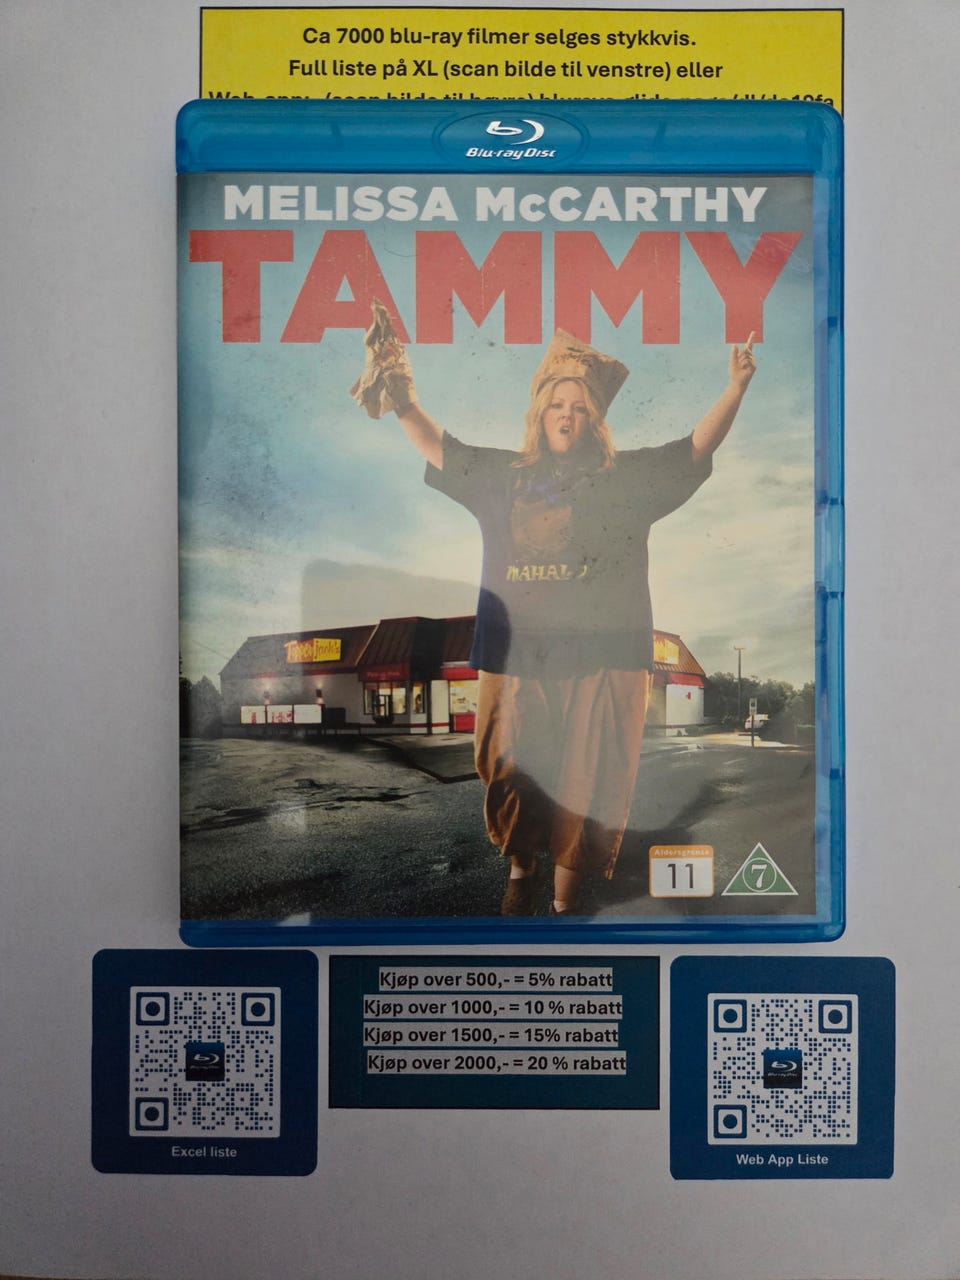 Ca 7000 blu-ray filmer selges stykkvis.
Full liste på XL (scan bilde til venstre) eller
Blu-ray Disc
MELISSA McCARTHY
TAMMY
MAHAL
Topper Jack's
Aldersgrense
11
7
Kjøp over 500,- = 5% rabatt
Kjøp over 1000,- = 10 % rabatt
Kjøp over 1500,- = 15% rabatt
Kjøp over 2000,- = 20 % rabatt
Excel liste
Web App Liste